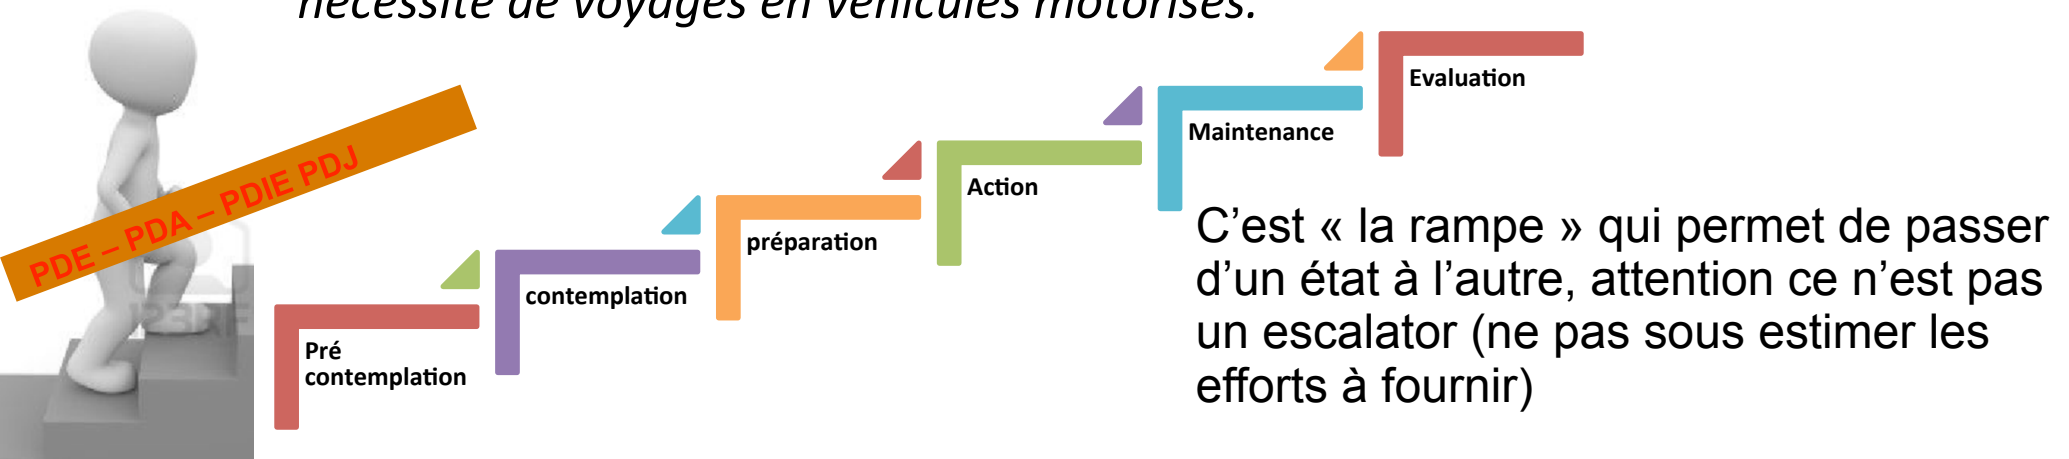 nécessité de voyages en véhicules motorisés.
PDE – PDA – PDIE PDJ
Evaluation
Maintenance
Action
préparation
contemplation
Pré
contemplation
C’est « la rampe » qui permet de passer
d’un état à l’autre, attention ce n’est pas
un escalator (ne pas sous estimer les
efforts à fournir)
123RF